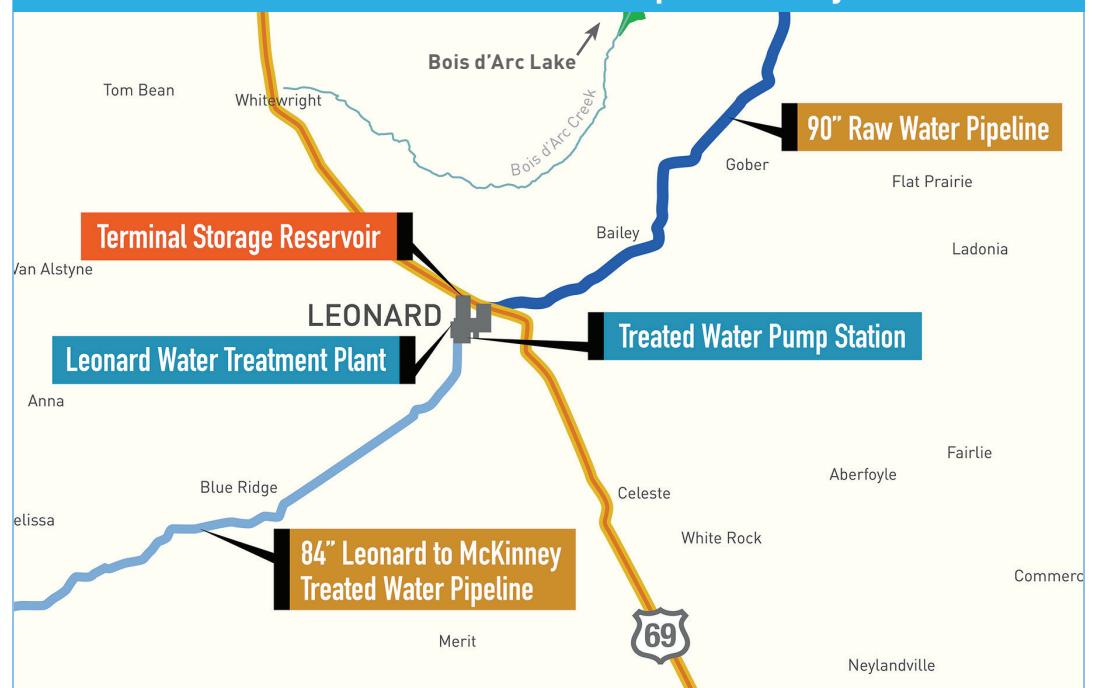 Bois d’Arc Lake
Tom Bean
Whitewright
Bois d’Arc Creek
90” Raw Water Pipeline
Gober
Flat Prairie
Terminal Storage Reservoir
Bailey
Ladonia
Van Alstyne
LEONARD
Treated Water Pump Station
Leonard Water Treatment Plant
Anna
Fairlie
Aberfoyle
Blue Ridge
Celeste
elissa
White Rock
84” Leonard to McKinney
Treated Water Pipeline
Commerc
69
Merit
Neylandville